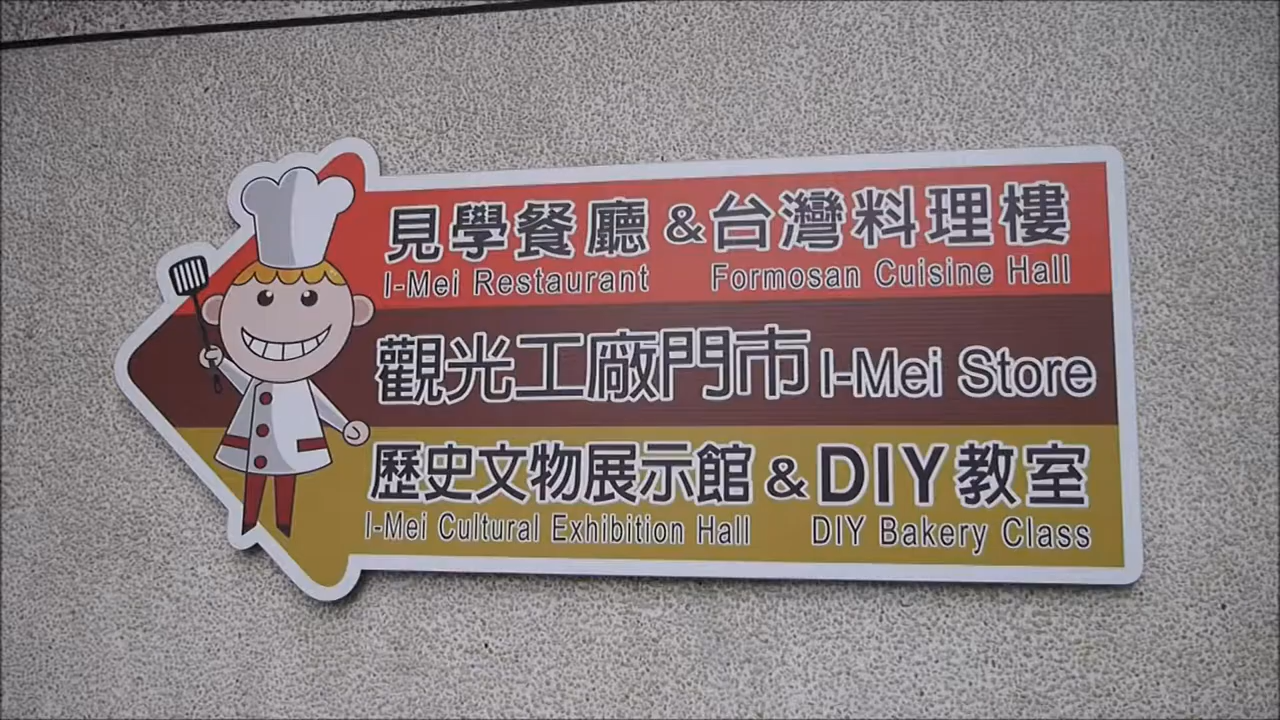 見學餐廳 & 台灣料理樓
I-Mei Restaurant Formosan Cuisine Hall
觀光工廠門市 I-Mei Store
歷史文物展示館 & DIY教室
I-Mei Cultural Exhibition Hall DIY Bakery Class